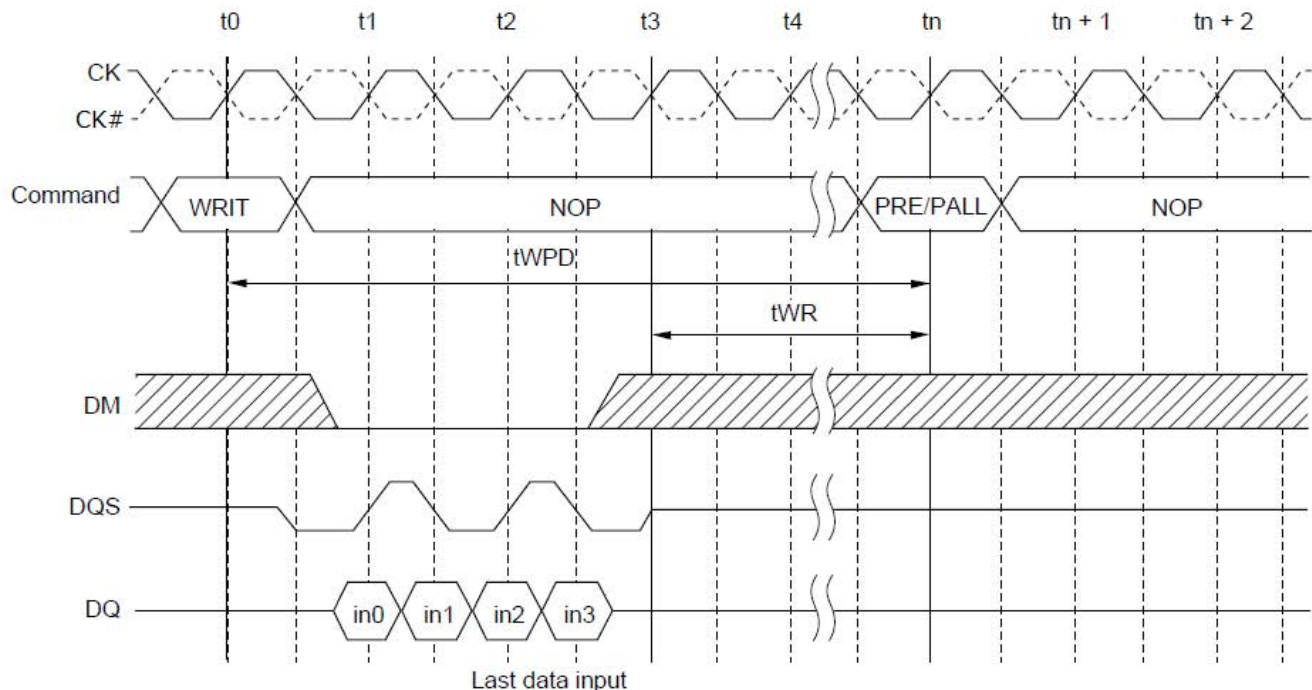 t0 t1 t2 t3 t4 tn tn + 1 tn + 2
CK
CK#
Command WRIT NOP PRE/PALL NOP
tWPD
tWR
DM
DQS
DQ in0 in1 in2 in3
Last data input